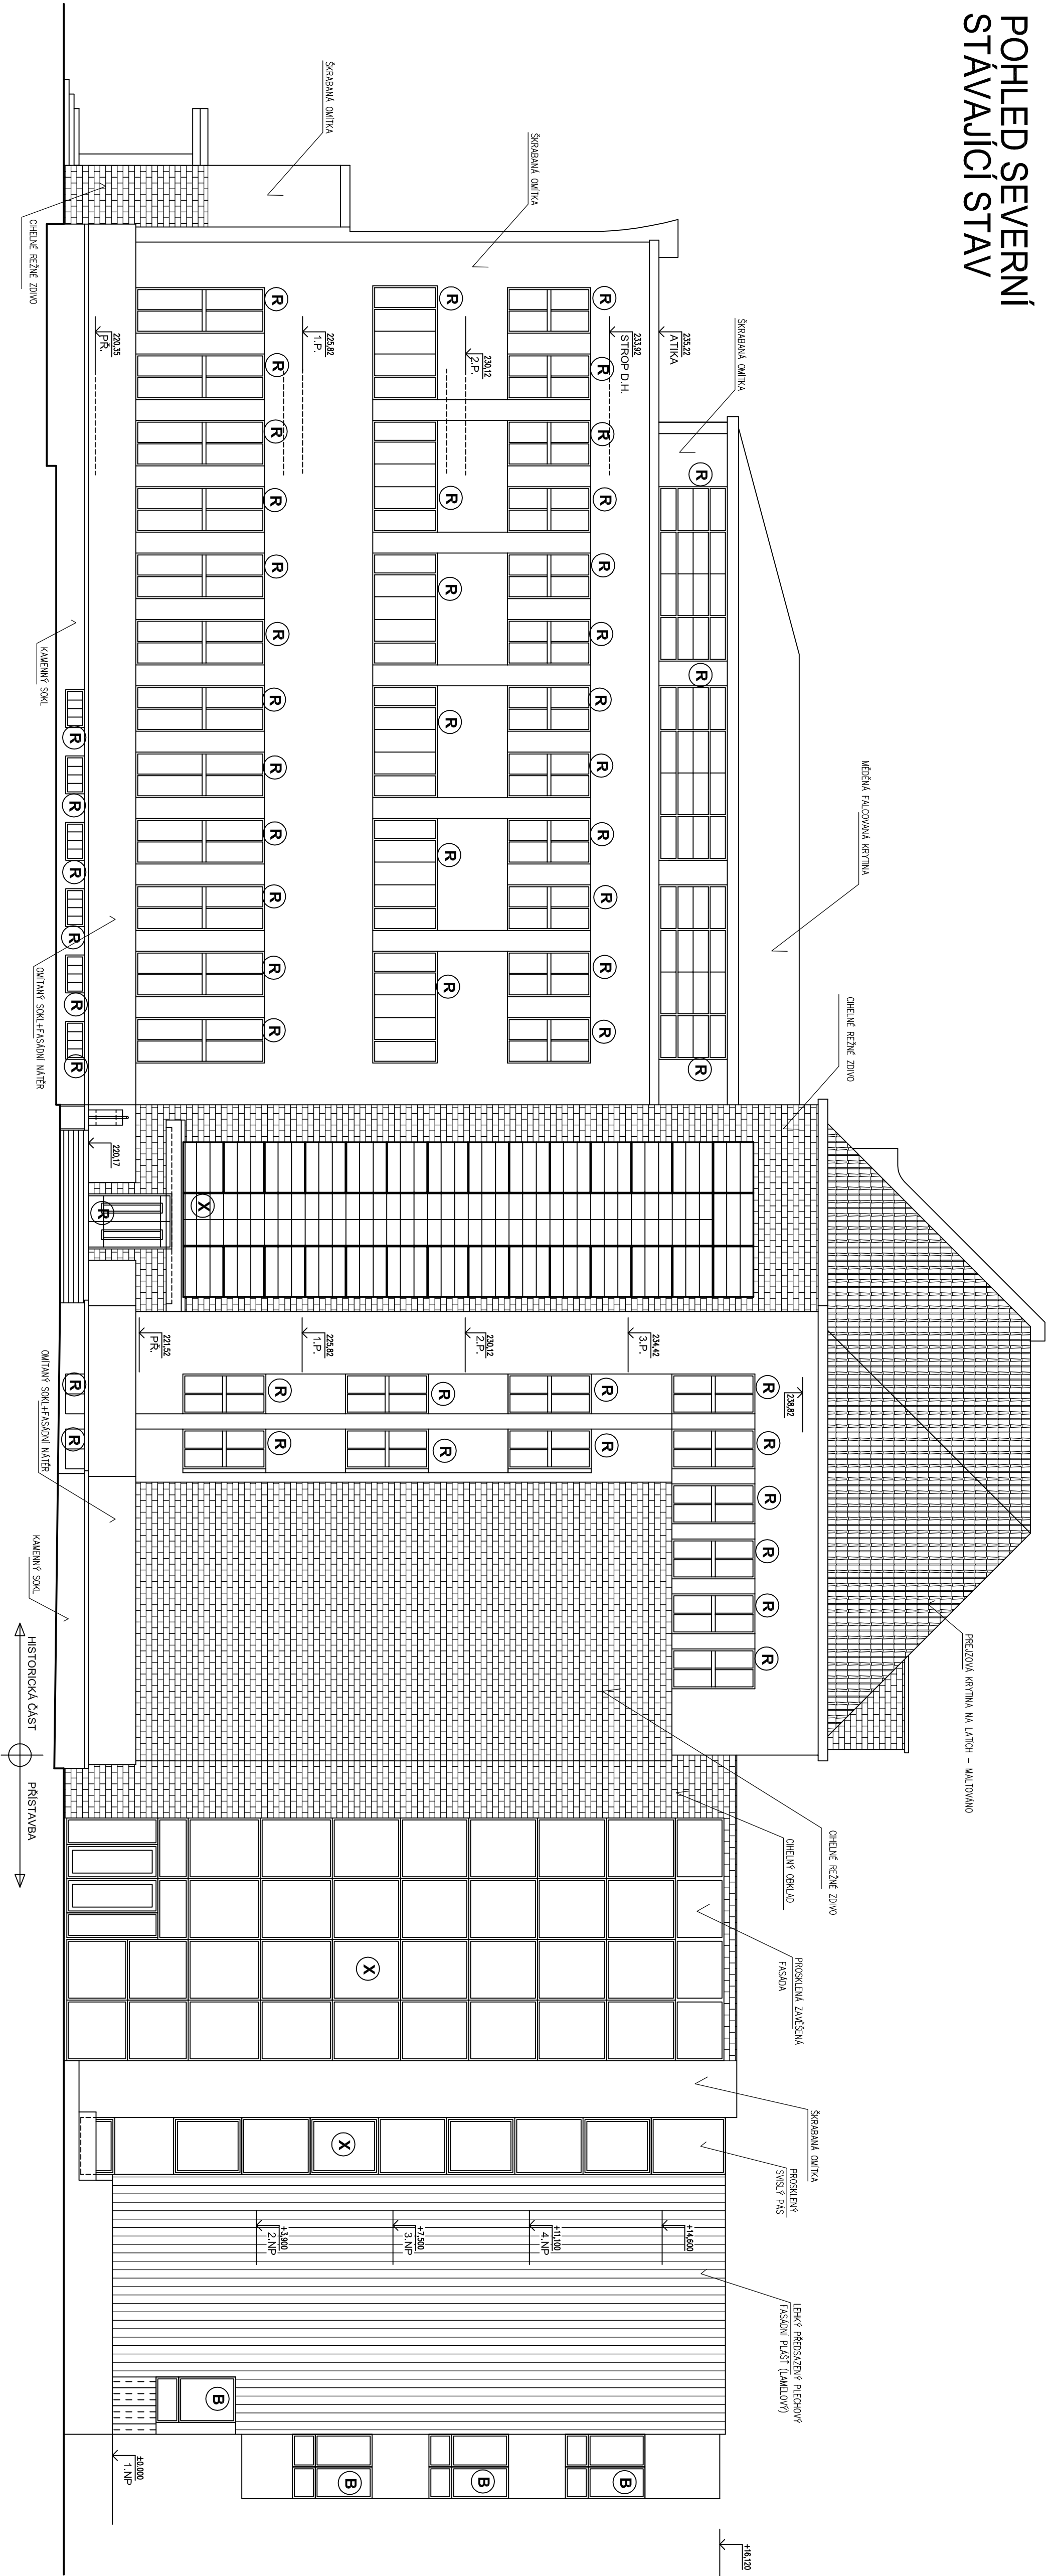 POHLED SEVERNÍ
STÁVAJÍCÍ STAV
ŠKRABANÁ OMÍTKA
CIHELNÉ REŽNÉ ZDIVO
ŠKRABANÁ OMÍTKA
ŠKRABANÁ OMÍTKA
MĚDĚNÁ FALCOVANÁ KRYTINA
CIHELNÉ REŽNÉ ZDIVO
PREJZOVÁ KRYTINA NA LATÍCH – MALTOVÁNO
CIHELNÉ REŽNÉ ZDIVO
CIHELNÝ OBKLAD
PROSKLENÁ ZAVĚŠENÁ
FASÁDA
ŠKRABANÁ OMÍTKA
PROSKLENÝ
SVISLÝ PÁS
LEHKÝ PŘEDSAZENÝ PLECHOVÝ
FASÁDNÍ PLÁŠŤ (LAMELOVÝ)
235,22
ATIKA
233,92
STROP D.H.
230,12
2.P.
225,82
1.P.
220,35
PŘ.
R R R
R
R R R R R R R R R R R R
R R R R R R
R R R R R R R R R R R R
R R R R R R
220,17
X
R
238,82
234,42
3.P.
230,12
2.P.
225,82
1.P.
221,52
PŘ.
R R R R R R
R R
R R
R R
R R
X
X
+14,600
+11,100
4.NP
+7,500
3.NP
+3,900
2.NP
±0,000
1.NP
+16,120
B
B
B
B
KAMENNÝ SOKL
OMÍTANÝ SOKL+FASÁDNÍ NÁTĚR
OMÍTANÝ SOKL+FASÁDNÍ NÁTĚR
KAMENNÝ SOKL
HISTORICKÁ ČÁST
PŘÍSTAVBA